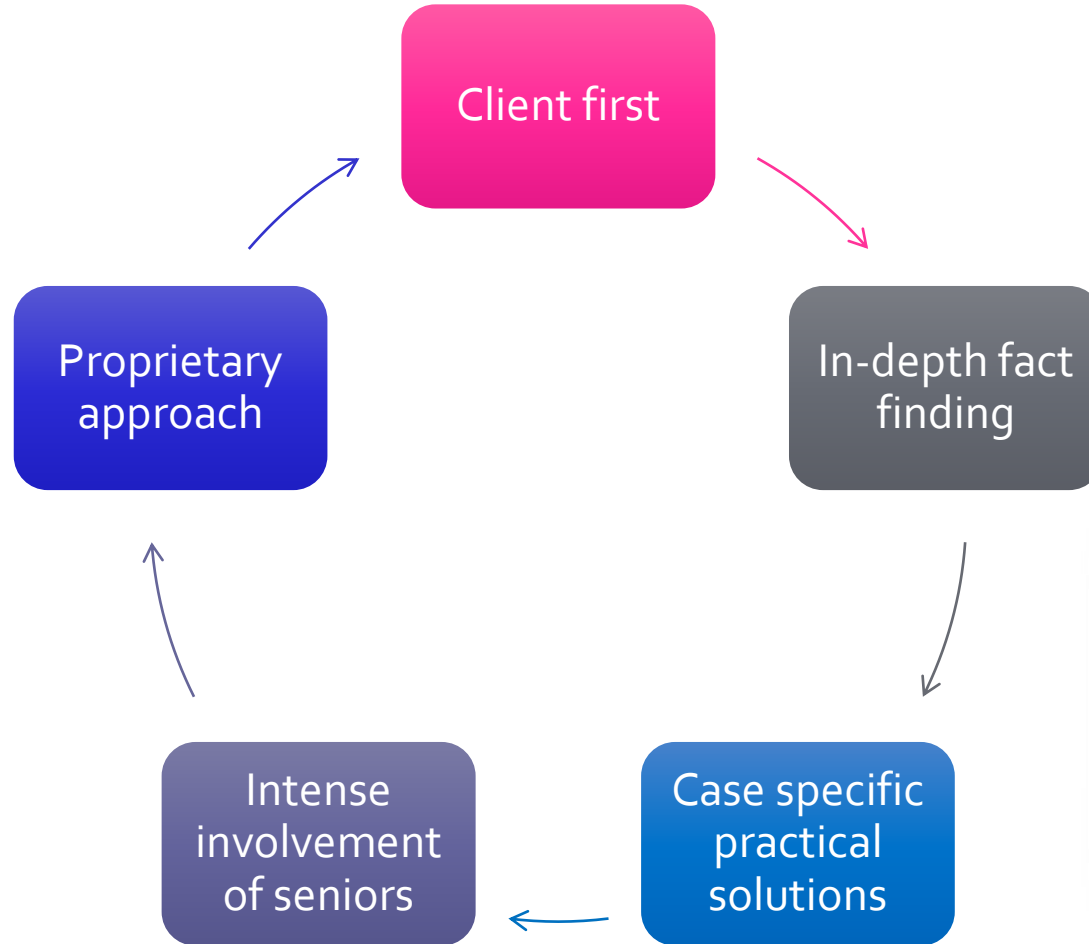 Client first
In-depth fact
finding
Case specific
practical
solutions
Intense
involvement
of seniors
Proprietary
approach